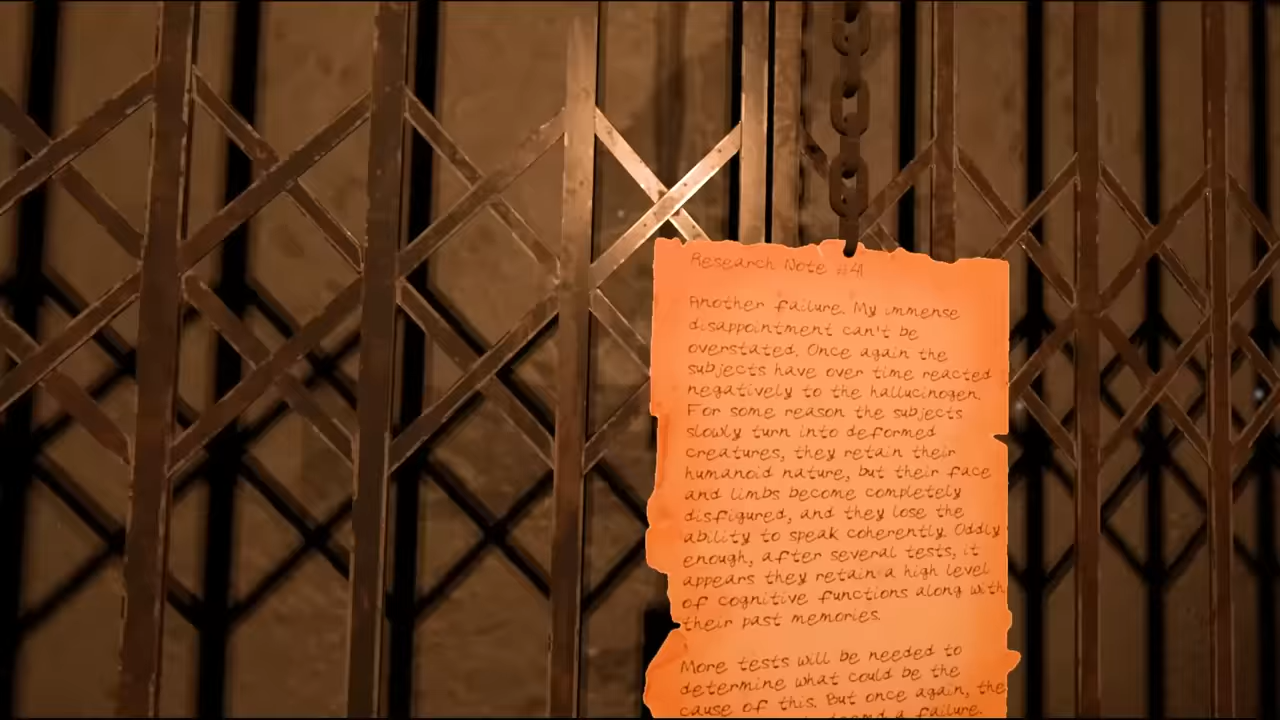 Research Note #41
Another failure. My immense
disappointment can't be
overstated. Once again the
subjects have over time reacted
negatively to the hallucinogen.
For some reason the subjects
slowly turn into deformed
creatures, they retain their
humanoid nature, but their face
and limbs become completely
disfigured, and they lose the
ability to speak coherently. Oddly
enough, after several tests, it
appears they retain a high level
of cognitive functions along with
their past memories.
More tests will be needed to
determine what could be the
cause of this. But once again, the
a failure.